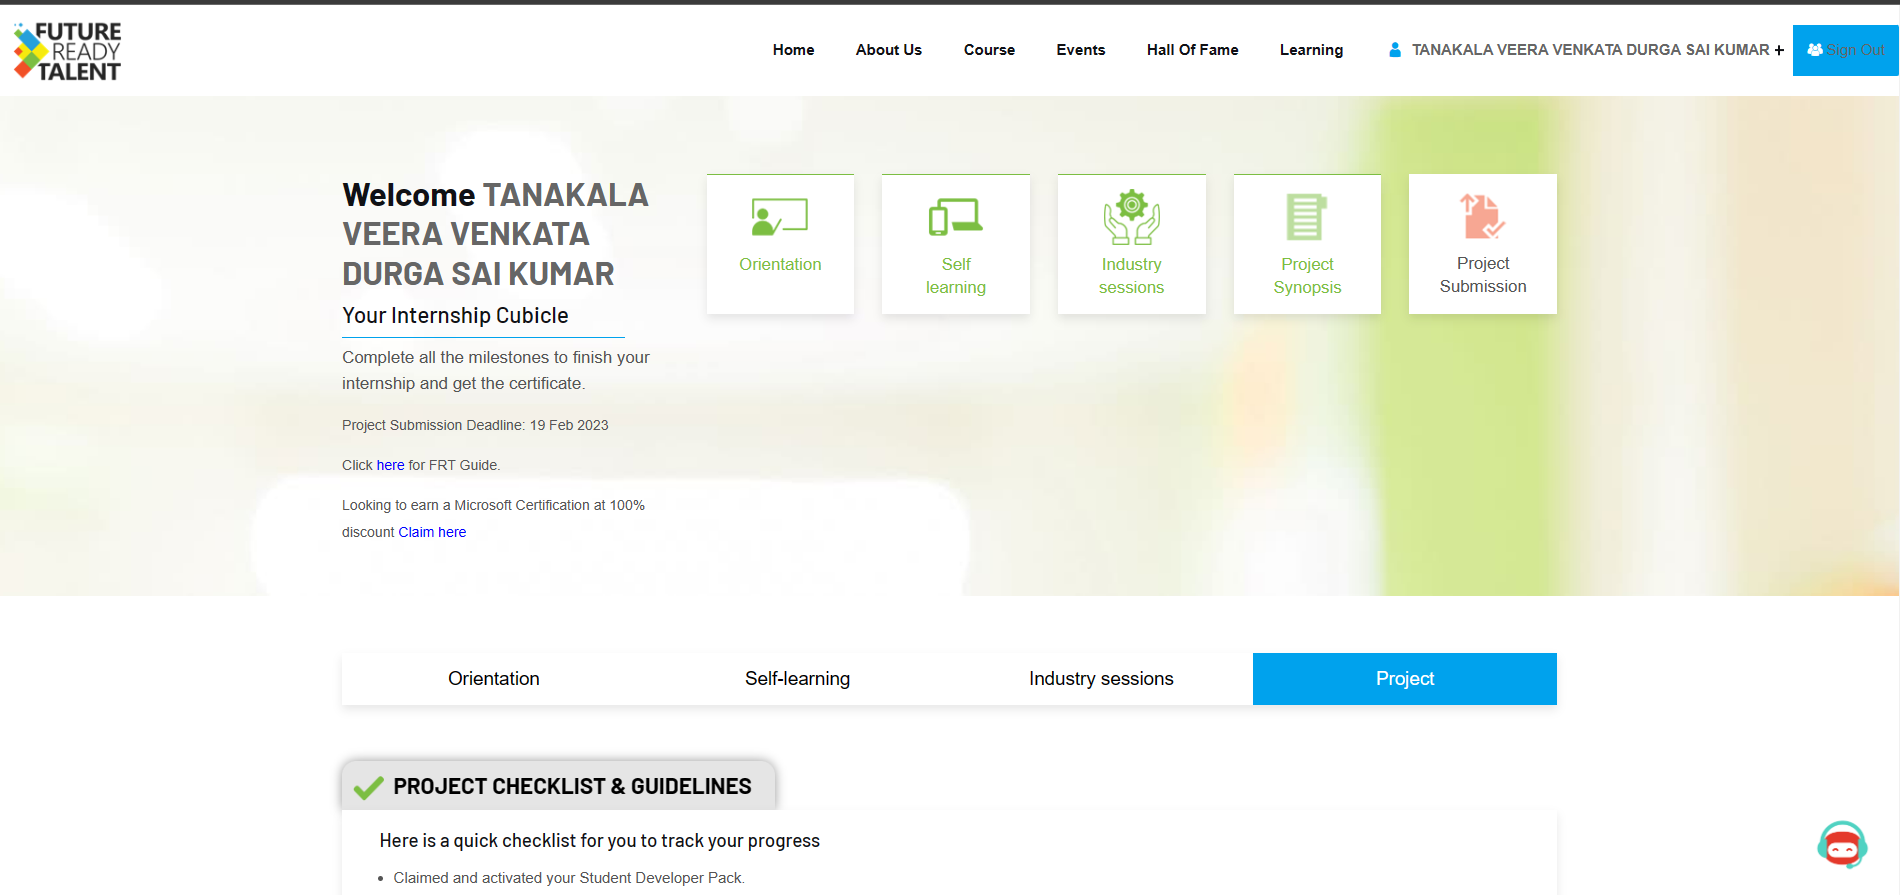 FUTURE
READY
TALENT
Home About Us Course Events Hall Of Fame Learning TANAKALA VEERA VENKATA DURGA SAI KUMAR + Sign Out
Welcome TANAKALA
VEERA VENKATA
DURGA SAI KUMAR
Your Internship Cubicle
Complete all the milestones to finish your
internship and get the certificate.
Project Submission Deadline: 19 Feb 2023
Click here for FRT Guide.
Looking to earn a Microsoft Certification at 100%
discount Claim here
Orientation
Self
learning
Industry
sessions
Project
Synopsis
Project
Submission
Orientation Self-learning Industry sessions Project
PROJECT CHECKLIST & GUIDELINES
Here is a quick checklist for you to track your progress
• Claimed and activated your Student Developer Pack.